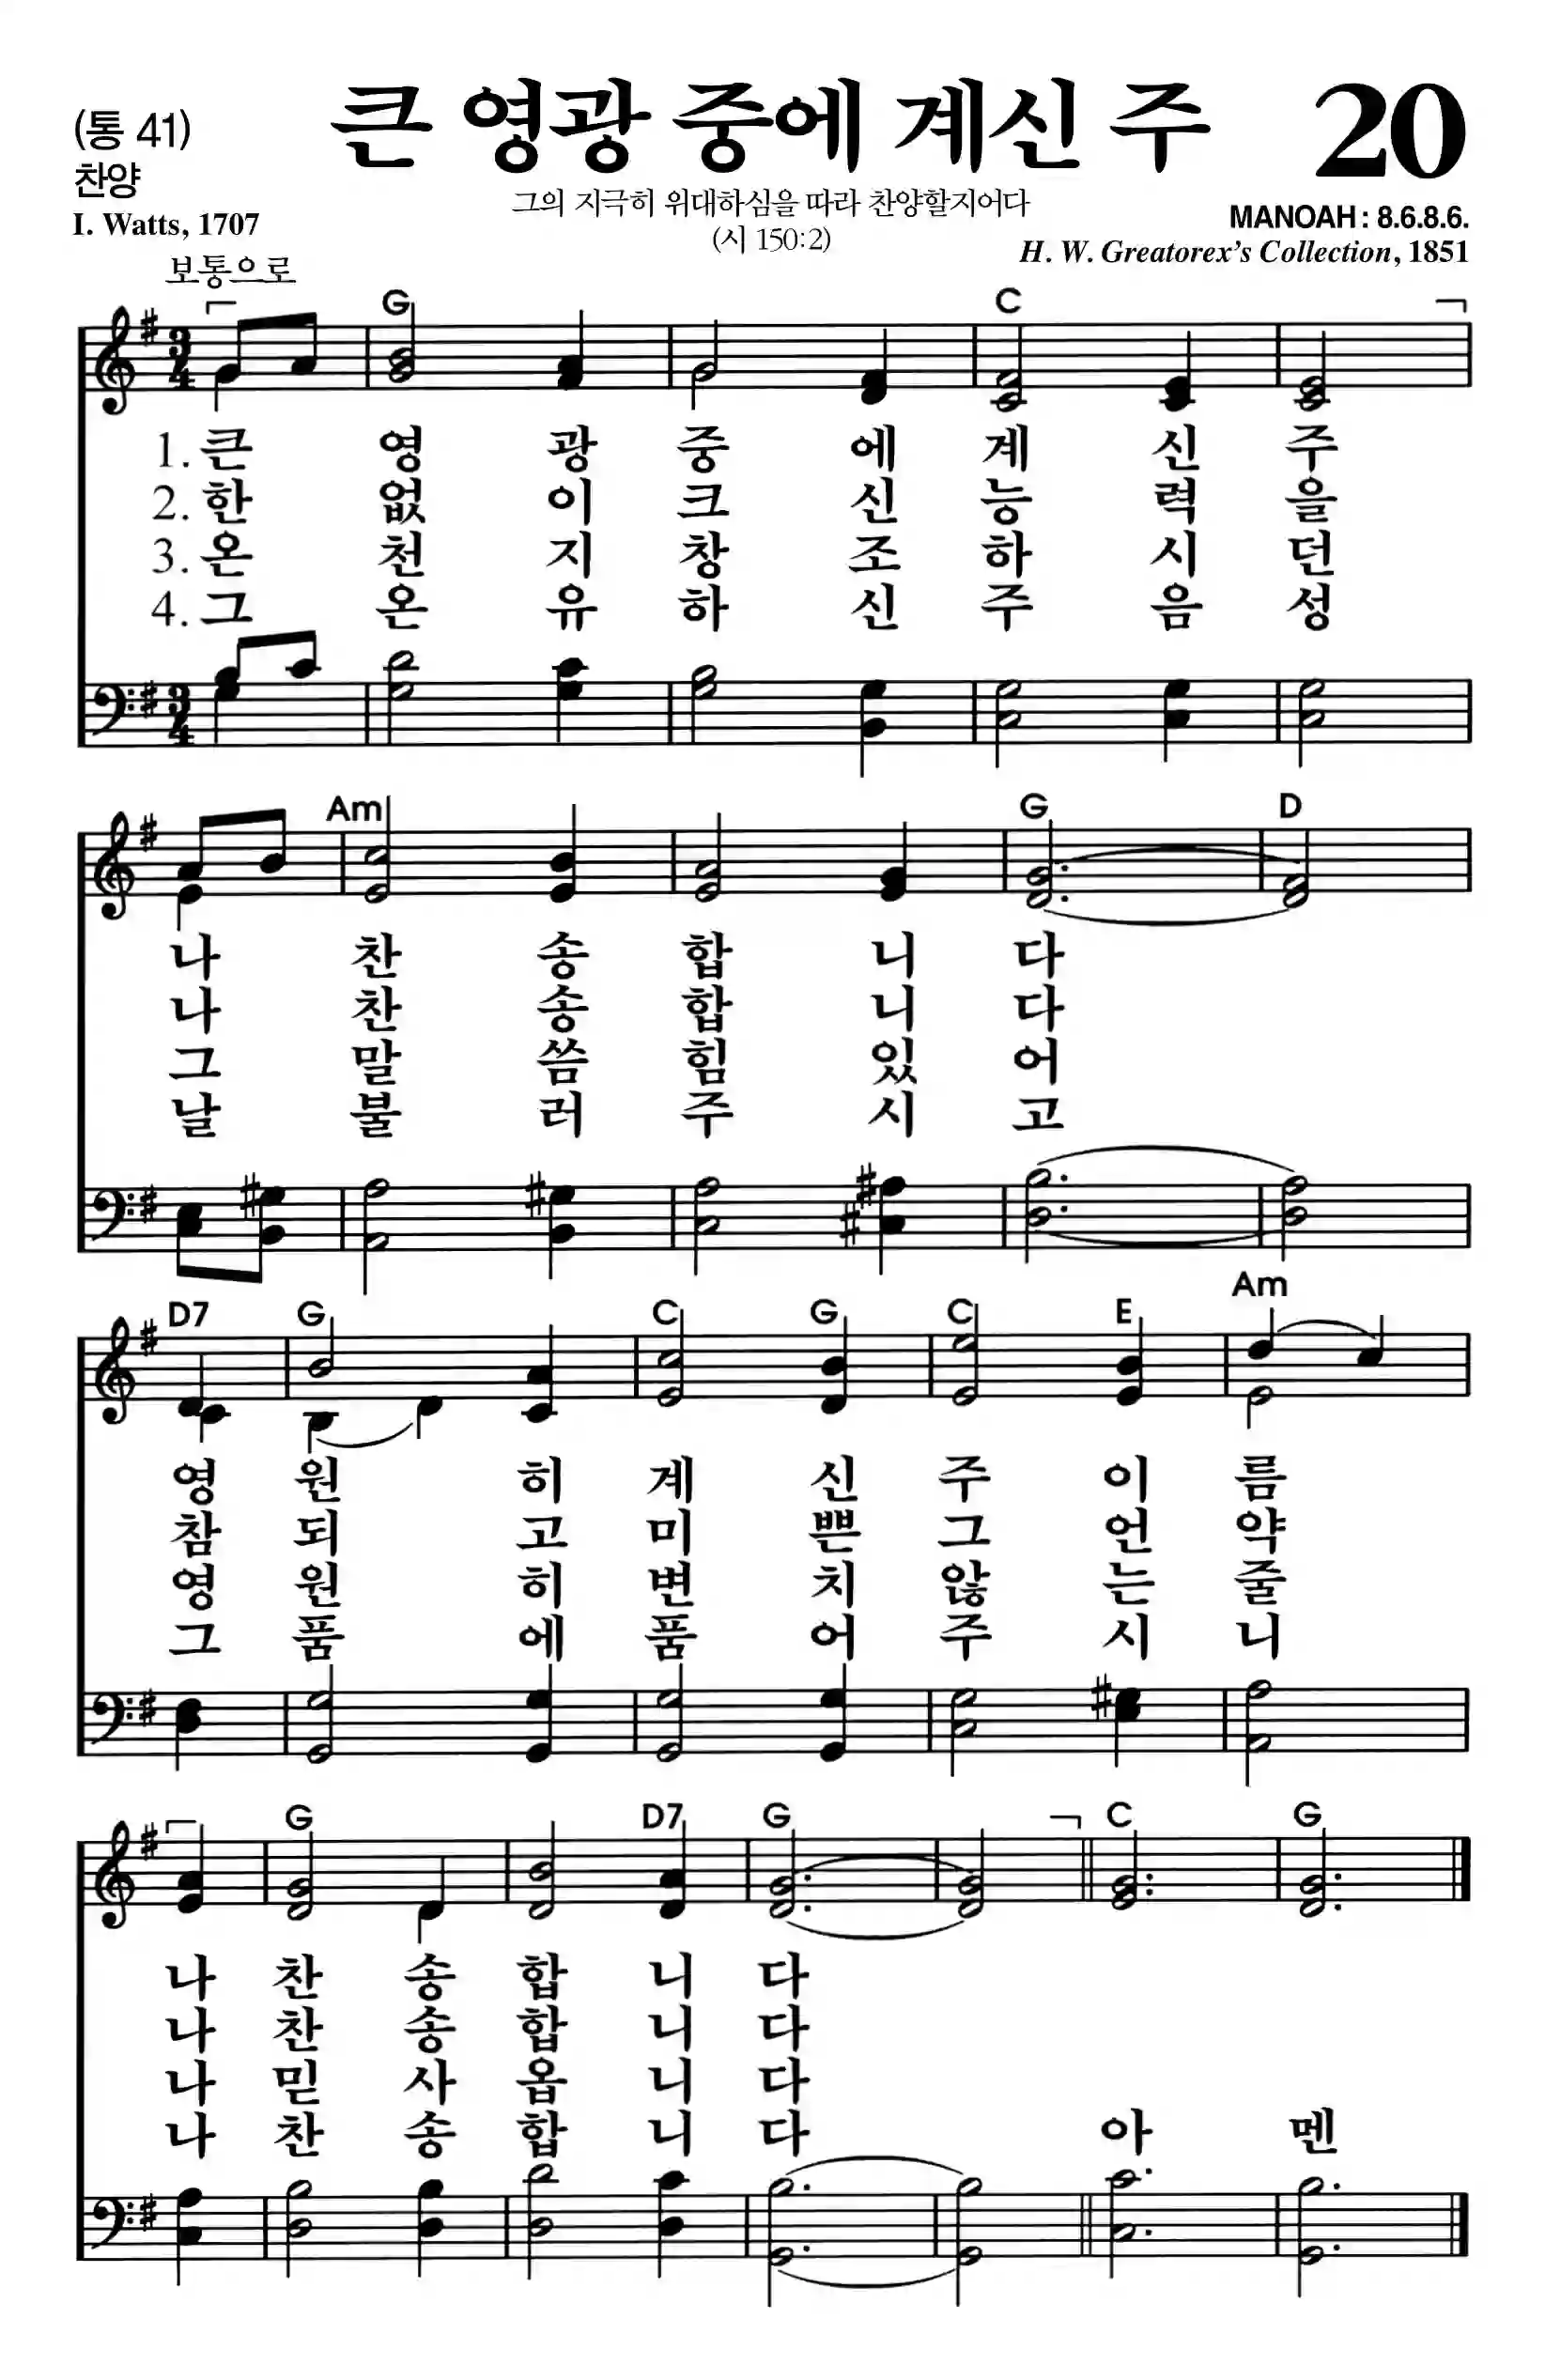 (통 41)
큰 영광 중에 계신 주
20
찬양
그의 지극히 위대하심을 따라 찬양할지어다
I. Watts, 1707
(시 150:2)
MANOAH : 8.6.8.6.
H. W. Greatorex's Collection, 1851
보통으로
G C
3 4
1. 큰 영 광 중 에 계 신 주
2. 한 없 이 크 신 능 력 을
3. 온 천 지 창 조 하 시 던
4. 그 온 유 하 신 주 음 성
3 4
Am G D
나 찬 송 합 니 다
나 찬 송 합 니 다
그 말 씀 힘 있 어
날 불 러 주 시 고
D7 G C G C E Am
영 원 히 계 신 주 이 름
참 되 고 미 쁜 그 언 약
영 원 히 변 치 않 는 줄
그 품 에 품 어 주 시 니
G D7 G C G
나 찬 송 합 니 다
나 찬 송 합 니 다
나 믿 사 옵 니 다
나 찬 송 합 니 다 아 멘